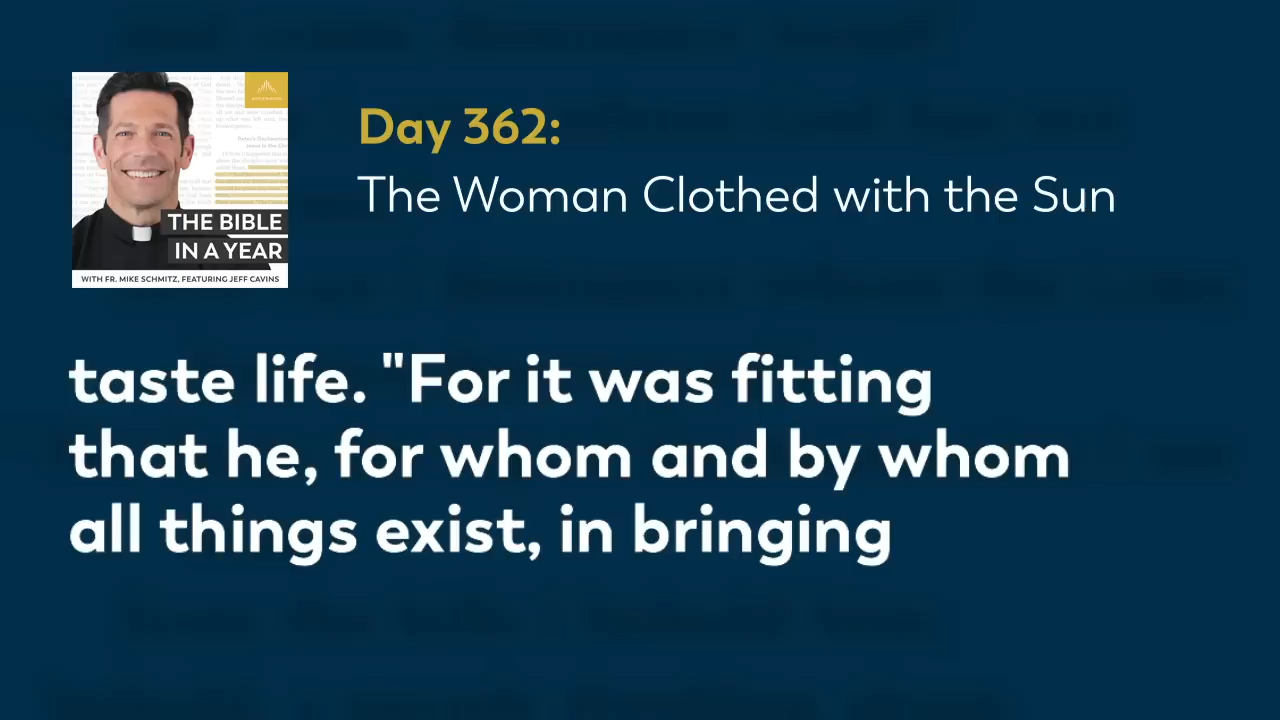 Day 362:
The Woman Clothed with the Sun
THE BIBLE
IN A YEAR
WITH FR. MIKE SCHMITZ, FEATURING JEFF CAVINS
taste life. "For it was fitting
that he, for whom and by whom
all things exist, in bringing